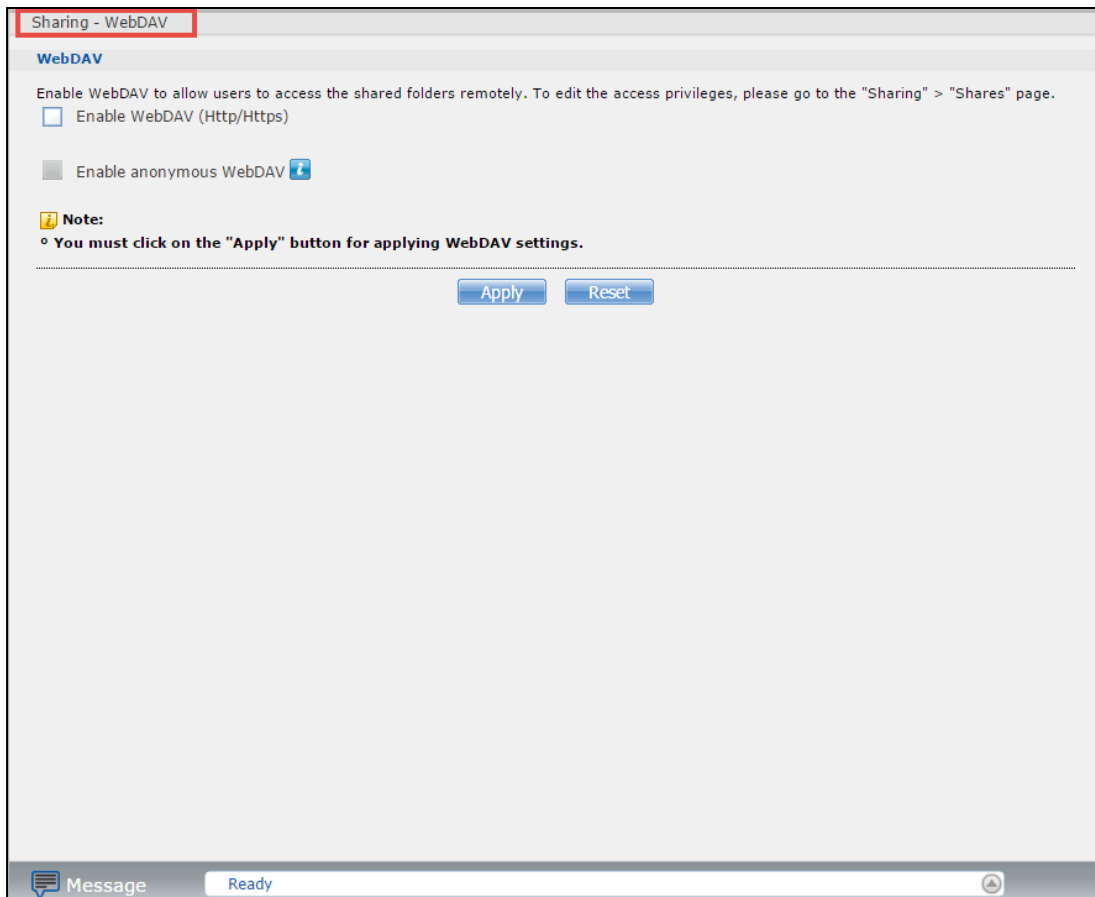 Sharing - WebDAV
WebDAV
Enable WebDAV to allow users to access the shared folders remotely. To edit the access privileges, please go to the "Sharing" > "Shares" page.
Enable WebDAV (Http/Https)
Enable anonymous WebDAV i
i Note:
° You must click on the "Apply" button for applying WebDAV settings.
Apply Reset
Message Ready